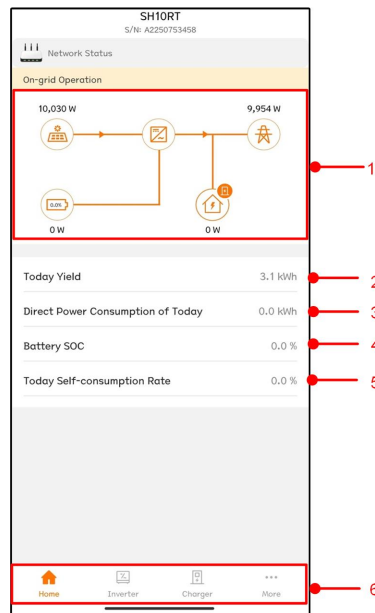 SH10RT
S/N: A2250753458
Network Status
On-grid Operation
10,030 W
9,954 W
1
0.0%
0 W
0 W
Today Yield
3.1 kWh
2
Direct Power Consumption of Today
0.0 kWh
3
Battery SOC
0.0 %
4
Today Self-consumption Rate
0.0 %
5
Home
Inverter
Charger
More
6